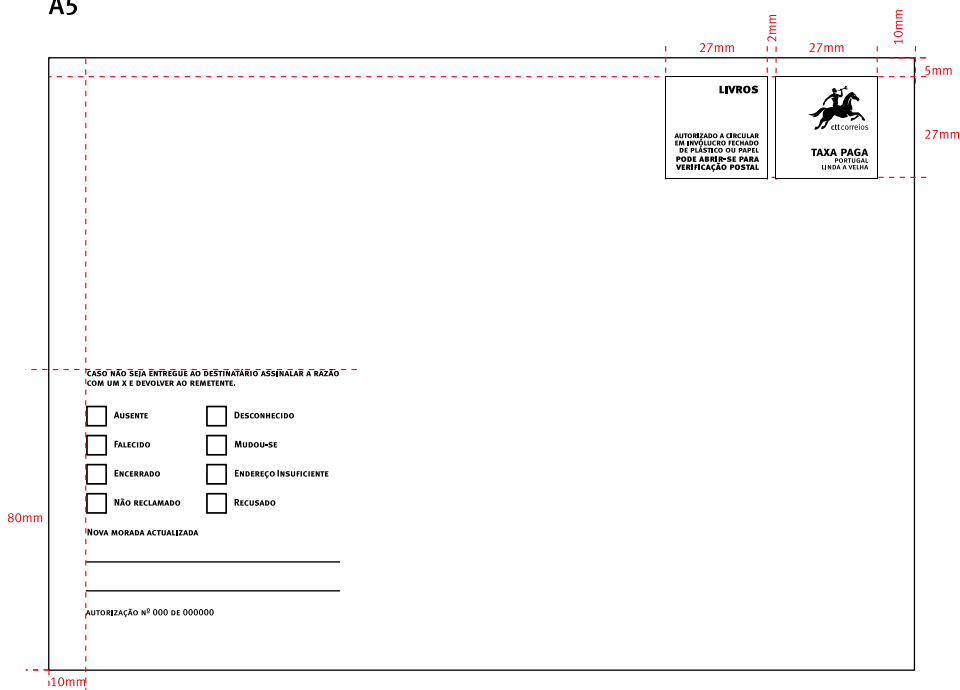 A5
27mm
2mm
27mm
10mm
5mm
27mm
LIVROS
AUTORIZADO A CIRCULAR
EM INVÓLUCRO FECHADO
DE PLÁSTICO OU PAPEL
PODE ABRIR-SE PARA
VERIFICAÇÃO POSTAL
ctt correios
TAXA PAGA
PORTUGAL
LINDA A VELHA
CASO NÃO SEJA ENTREGUE AO DESTINATÁRIO ASSINALAR A RAZÃO
COM UM X E DEVOLVER AO REMETENTE.
AUSENTE
DESCONHECIDO
FALECIDO
MUDOU-SE
ENCERRADO
ENDEREÇO INSUFICIENTE
NÃO RECLAMADO
RECUSADO
80mm
NOVA MORADA ACTUALIZADA
AUTORIZAÇÃO Nº 000 DE 000000
10mm